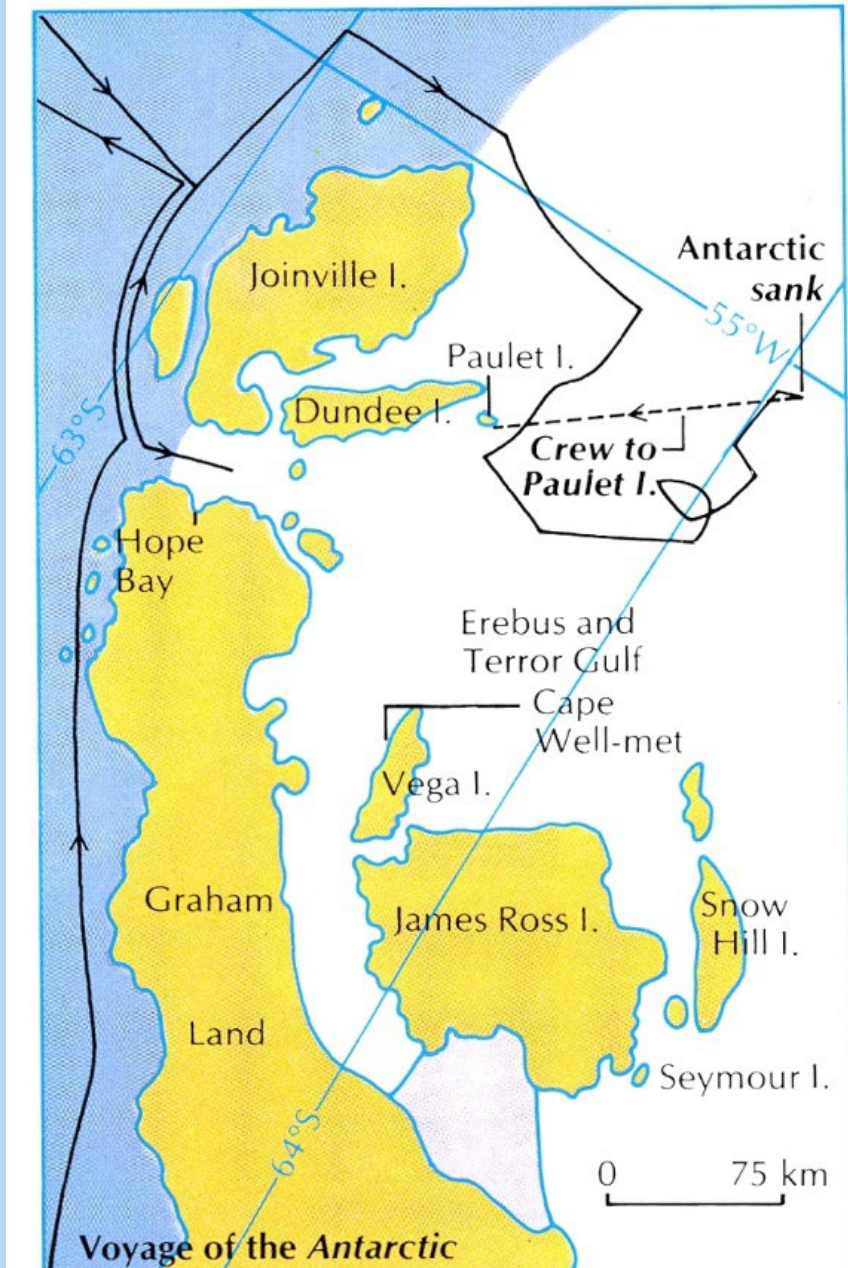 Joinville I.
Antarctic
sank
55°W
Paulet I.
Dundee I.
63°S
Crew to
Paulet I.
Hope
Bay
Erebus and
Terror Gulf
Cape
Well-met
Vega I.
Graham
Land
James Ross I.
Snow
Hill I.
Seymour I.
64°S
0 75 km
Voyage of the Antarctic